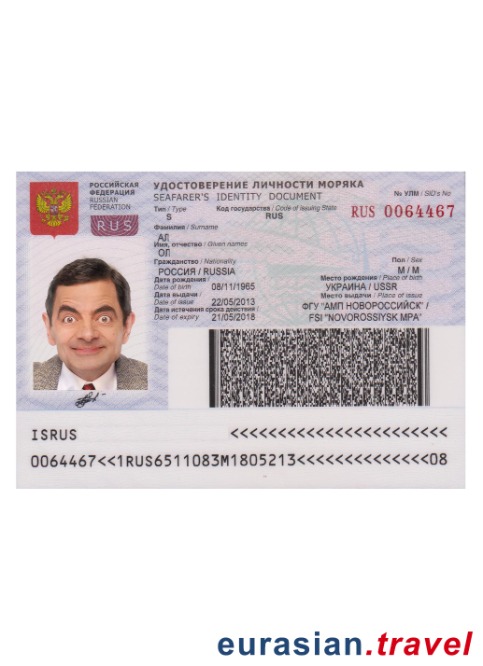 РОССИЙСКАЯ
ФЕДЕРАЦИЯ
RUSSIAN
FEDERATION
RUS
УДОСТОВЕРЕНИЕ ЛИЧНОСТИ МОРЯКА
SEAFARER'S IDENTITY DOCUMENT
№ УЛМ / SID's No
Тип / Type
Код государства / Code of issuing State
S
RUS
RUS 0064467
Фамилия / Surname
АЛ
Имя, отчество / Given names
ОЛ
Гражданство / Nationality
Пол / Sex
РОССИЯ / RUSSIA
М / M
Дата рождения / Date of birth
08/11/1965
Место рождения / Place of birth
УКРАИНА / USSR
Дата выдачи / Date of issue
22/05/2013
Место выдачи / Place of issue
ФГУ "АМП НОВОРОССИЙСК" /
Дата истечения срока действия / Date of expiry
21/05/2018
FSI "NOVOROSSIYSK MPA"
ISRUS <<<<<<<<<<<<<<<<<<<<<<<<
0064467<<1RUS6511083M1805213<<<<<<<<<<<<<<08
eurasian.travel